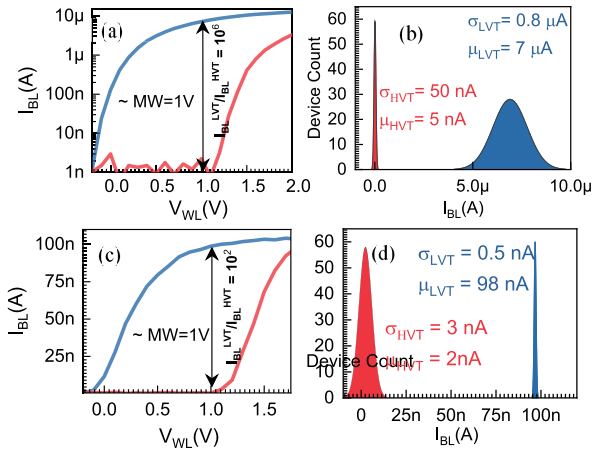 (a)
10µ
1µ
100n
10n
1n
I_BL(A)
~ MW=1V
I_BL^LVT/I_BL^HVT = 10^6
0.0 0.5 1.0 1.5 2.0
V_WL(V)
(b)
60
50
40
30
20
10
0
Device Count
σ_LVT= 0.8 µA
µ_LVT= 7 µA
σ_HVT= 50 nA
µ_HVT= 5 nA
0.0 5.0µ 10.0µ
I_BL(A)
(c)
100n
75n
50n
25n
I_BL(A)
~ MW=1V
I_BL^LVT/I_BL^HVT = 10^2
0.0 0.5 1.0 1.5
V_WL(V)
(d)
60
50
40
30
20
10
0
σ_LVT = 0.5 nA
µ_LVT = 98 nA
σ_HVT = 3 nA
µ_HVT = 2nA
Device Count
0 25n 50n 75n 100n
I_BL(A)